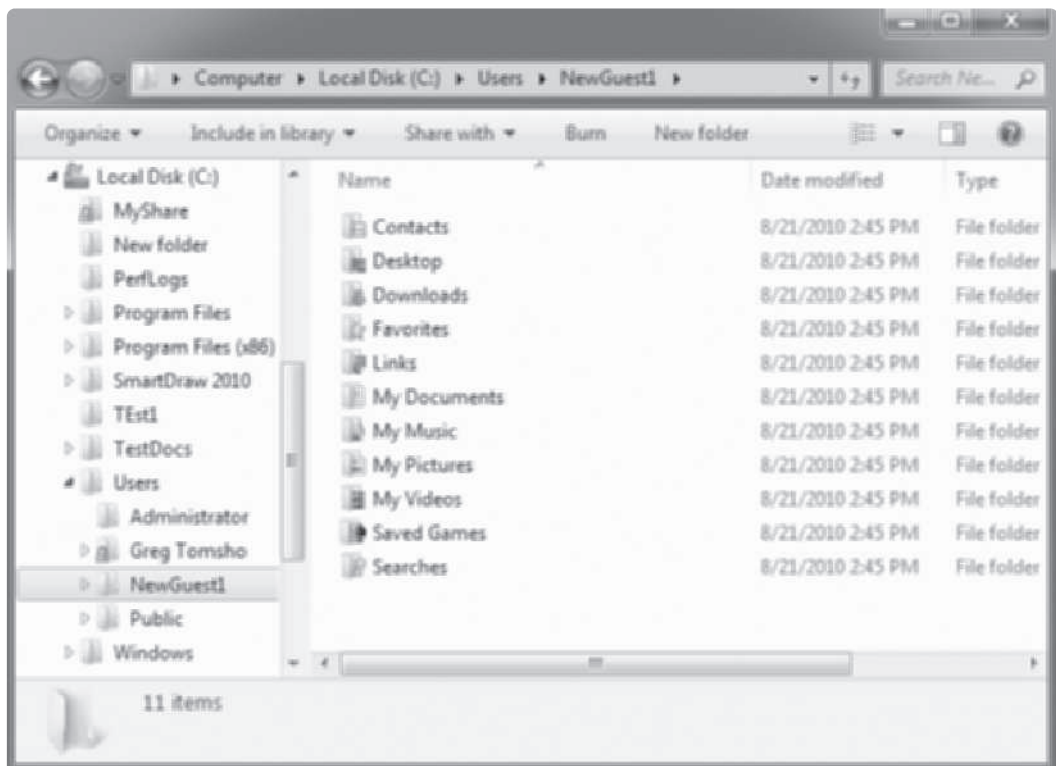 Computer Local Disk (C:) Users NewGuest1 Search Ne...
Organize Include in library Share with Burn New folder
Local Disk (C:)
MyShare
New folder
PerfLogs
Program Files
Program Files (x86)
SmartDraw 2010
TEst1
TestDocs
Users
Administrator
Greg Tomsho
NewGuest1
Public
Windows
Name Date modified Type
Contacts 8/21/2010 2:45 PM File folder
Desktop 8/21/2010 2:45 PM File folder
Downloads 8/21/2010 2:45 PM File folder
Favorites 8/21/2010 2:45 PM File folder
Links 8/21/2010 2:45 PM File folder
My Documents 8/21/2010 2:45 PM File folder
My Music 8/21/2010 2:45 PM File folder
My Pictures 8/21/2010 2:45 PM File folder
My Videos 8/21/2010 2:45 PM File folder
Saved Games 8/21/2010 2:45 PM File folder
Searches 8/21/2010 2:45 PM File folder
11 items